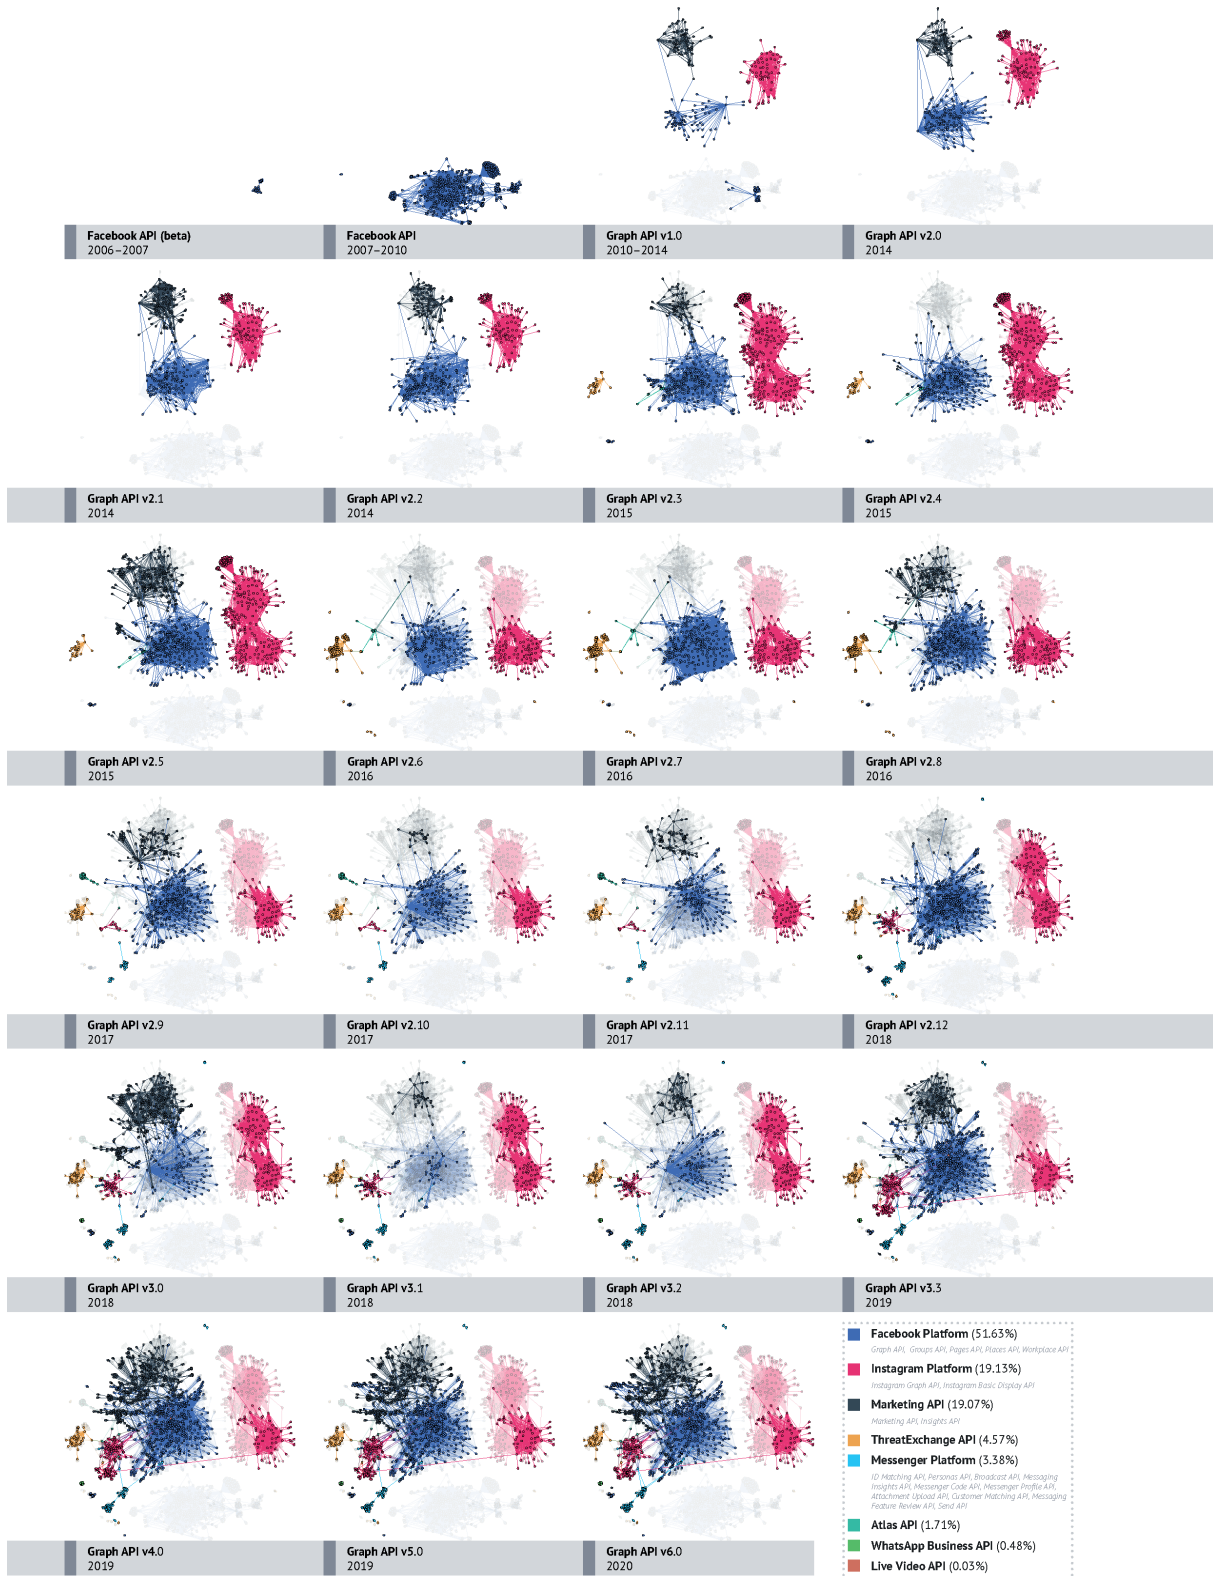 Facebook API (beta)
2006–2007
Facebook API
2007–2010
Graph API v1.0
2010–2014
Graph API v2.0
2014
Graph API v2.1
2014
Graph API v2.2
2014
Graph API v2.3
2015
Graph API v2.4
2015
Graph API v2.5
2015
Graph API v2.6
2016
Graph API v2.7
2016
Graph API v2.8
2016
Graph API v2.9
2017
Graph API v2.10
2017
Graph API v2.11
2017
Graph API v2.12
2018
Graph API v3.0
2018
Graph API v3.1
2018
Graph API v3.2
2018
Graph API v3.3
2019
Graph API v4.0
2019
Graph API v5.0
2019
Graph API v6.0
2020
Facebook Platform (51.63%)
Graph API, Groups API, Pages API, Places API, Workplace API
Instagram Platform (19.13%)
Instagram Graph API, Instagram Basic Display API
Marketing API (19.07%)
Marketing API, Insights API
ThreatExchange API (4.57%)
Messenger Platform (3.38%)
ID Matching API, Personas API, Broadcast API, Messaging
Insights API, Messenger Code API, Messenger Profile API,
Attachment Upload API, Customer Matching API, Messaging
Feature Review API, Send API
Atlas API (1.71%)
WhatsApp Business API (0.48%)
Live Video API (0.03%)